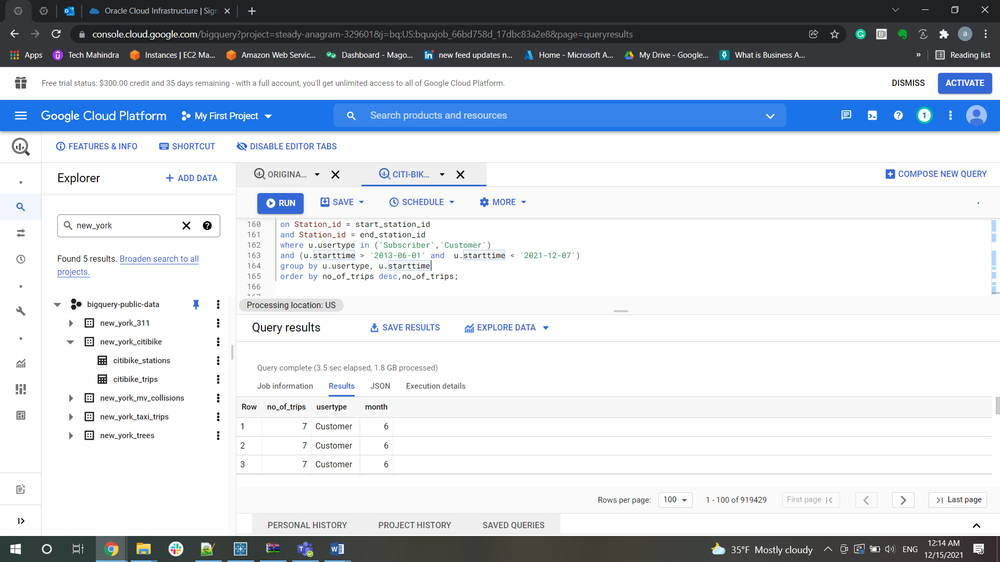 Oracle Cloud Infrastructure | Sign
console.cloud.google.com/bigquery?project=steady-anagram-329601&j=bq:US:bquxjob_66bd758d_17dbc83a2e8&page=queryresults
Apps
Tech Mahindra
Instances | EC2 Ma...
Amazon Web Servic...
Dashboard - Mago...
new feed updates n...
Home - Microsoft A...
My Drive - Google...
What is Business A...
»
Reading list
Free trial status: $300.00 credit and 35 days remaining - with a full account, you'll get unlimited access to all of Google Cloud Platform.
DISMISS
ACTIVATE
Google Cloud Platform
My First Project
Search products and resources
1
FEATURES & INFO
SHORTCUT
DISABLE EDITOR TABS
Explorer
+ ADD DATA
new_york
Found 5 results. Broaden search to all
projects.
bigquery-public-data
new_york_311
new_york_citibike
citibike_stations
citibike_trips
new_york_mv_collisions
new_york_taxi_trips
new_york_trees
ORIGINA...
CITI-BIK...
COMPOSE NEW QUERY
RUN
SAVE
SCHEDULE
MORE
160 on Station_id = start_station_id
161 and Station_id = end_station_id
162 where u.usertype in ('Subscriber','Customer')
163 and (u.starttime > '2013-06-01' and  u.starttime < '2021-12-07')
164 group by u.usertype, u.starttime
165 order by no_of_trips desc,no_of_trips;
166
167
Processing location: US
Query results
SAVE RESULTS
EXPLORE DATA
Query complete (3.5 sec elapsed, 1.8 GB processed)
Job information
Results
JSON
Execution details
Row no_of_trips usertype month
1 7 Customer 6
2 7 Customer 6
3 7 Customer 6
Rows per page:
100
1 - 100 of 919429
First page
Last page
PERSONAL HISTORY
PROJECT HISTORY
SAVED QUERIES
35°F Mostly cloudy
ENG
12:14 AM
12/15/2021